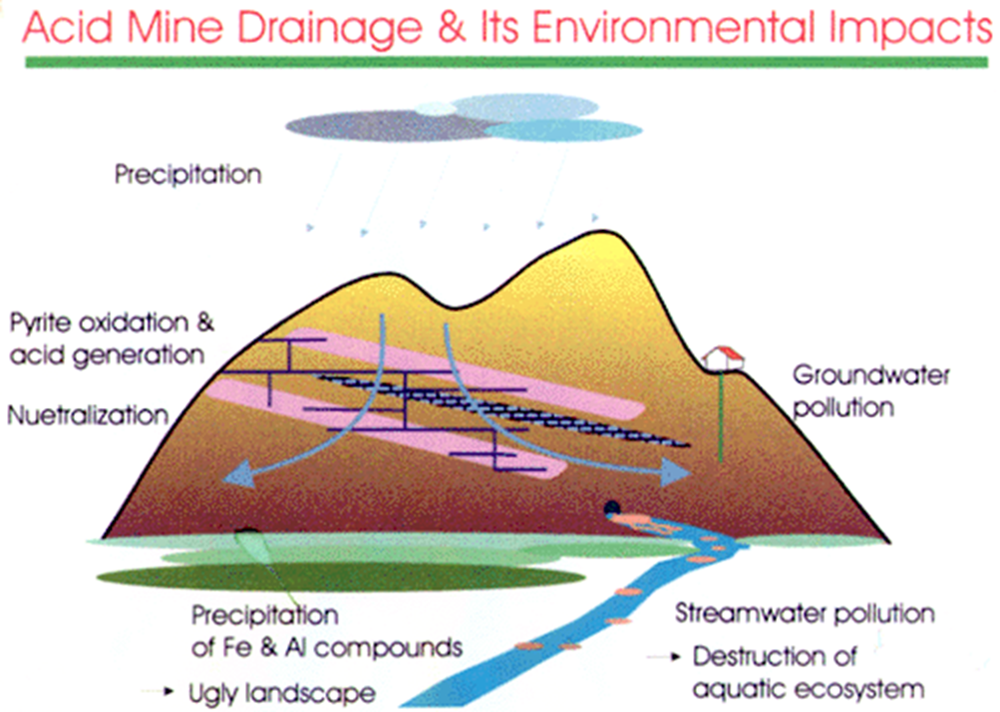 Acid Mine Drainage & Its Environmental Impacts
Precipitation
Pyrite oxidation &
acid generation
Nuetralization
Groundwater
pollution
Precipitation
of Fe & Al compounds
→ Ugly landscape
Streamwater pollution
→ Destruction of
aquatic ecosystem